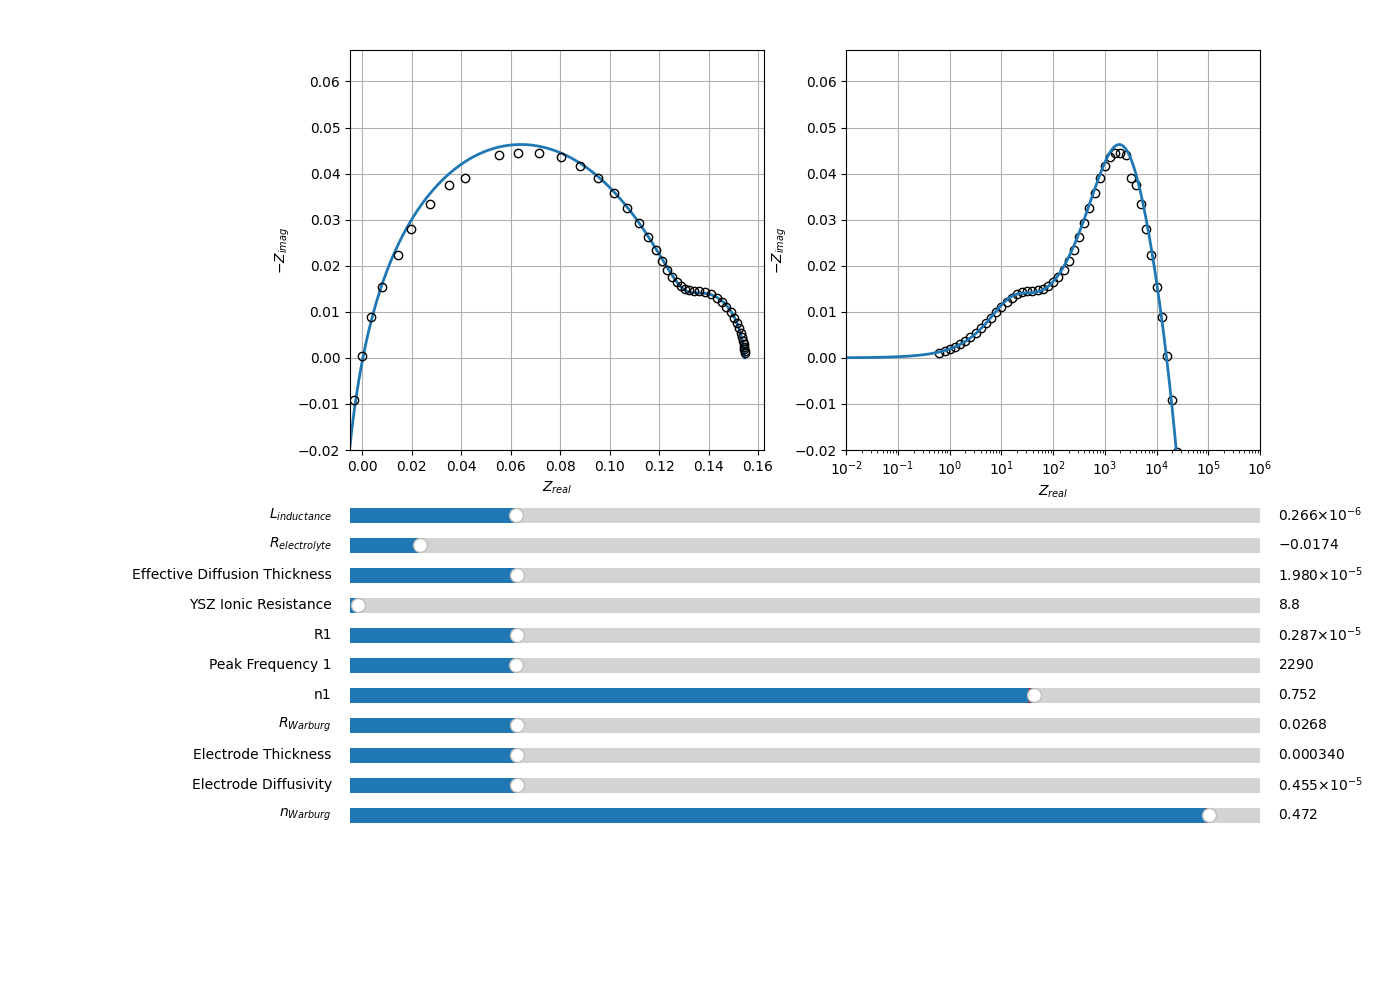 0.06
0.05
0.04
0.03
0.02
0.01
0.00
−0.01
−0.02
−Z_imag
0.00 0.02 0.04 0.06 0.08 0.10 0.12 0.14 0.16
Z_real
0.06
0.05
0.04
0.03
0.02
0.01
0.00
−0.01
−0.02
−Z_imag
10^−2 10^−1 10^0 10^1 10^2 10^3 10^4 10^5 10^6
Z_real
L_inductance 0.266×10^−6
R_electrolyte −0.0174
Effective Diffusion Thickness 1.980×10^−5
YSZ Ionic Resistance 8.8
R1 0.287×10^−5
Peak Frequency 1 2290
n1 0.752
R_Warburg 0.0268
Electrode Thickness 0.000340
Electrode Diffusivity 0.455×10^−5
n_Warburg 0.472